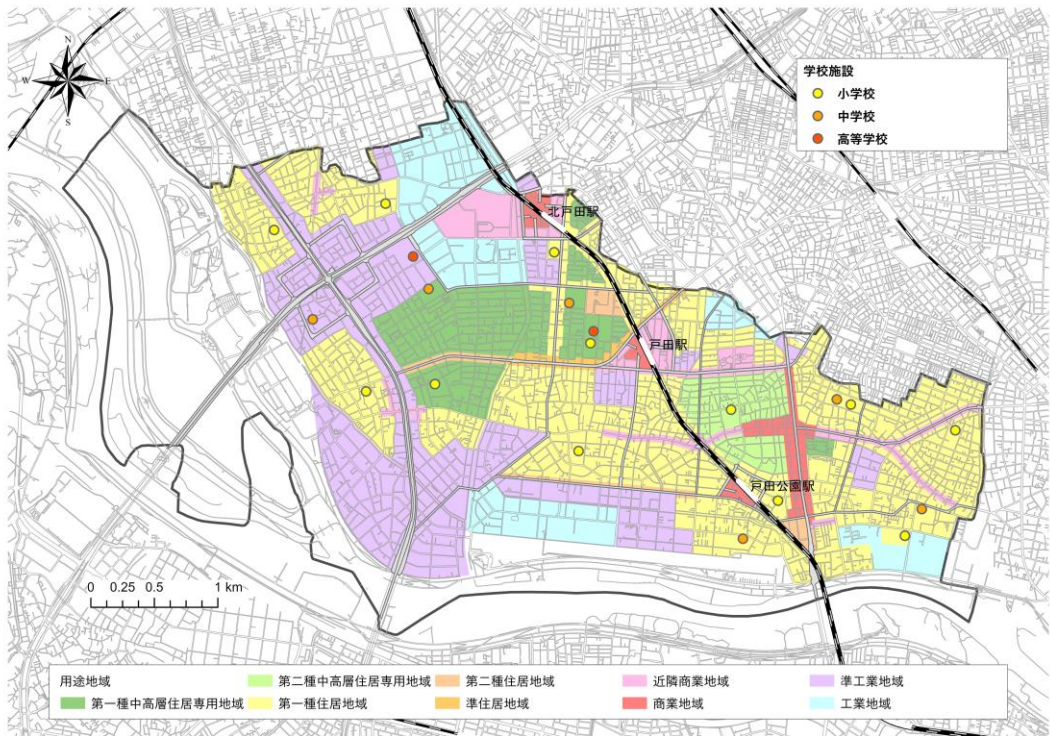 N
W
E
S
学校施設
小学校
中学校
高等学校
北戸田駅
戸田駅
戸田公園駅
0 0.25 0.5 1 km
用途地域
第二種中高層住居専用地域
第二種住居地域
近隣商業地域
準工業地域
第一種中高層住居専用地域
第一種住居地域
準住居地域
商業地域
工業地域